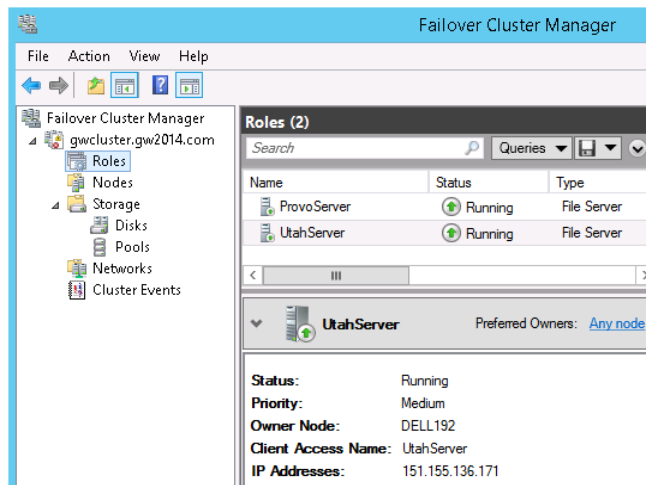 Failover Cluster Manager
File Action View Help
Failover Cluster Manager
gwcluster.gw2014.com
Roles
Nodes
Storage
Disks
Pools
Networks
Cluster Events
Roles (2)
Search Queries
Name Status Type
ProvoServer Running File Server
UtahServer Running File Server
UtahServer Preferred Owners: Any node
Status: Running
Priority: Medium
Owner Node: DELL192
Client Access Name: UtahServer
IP Addresses: 151.155.136.171